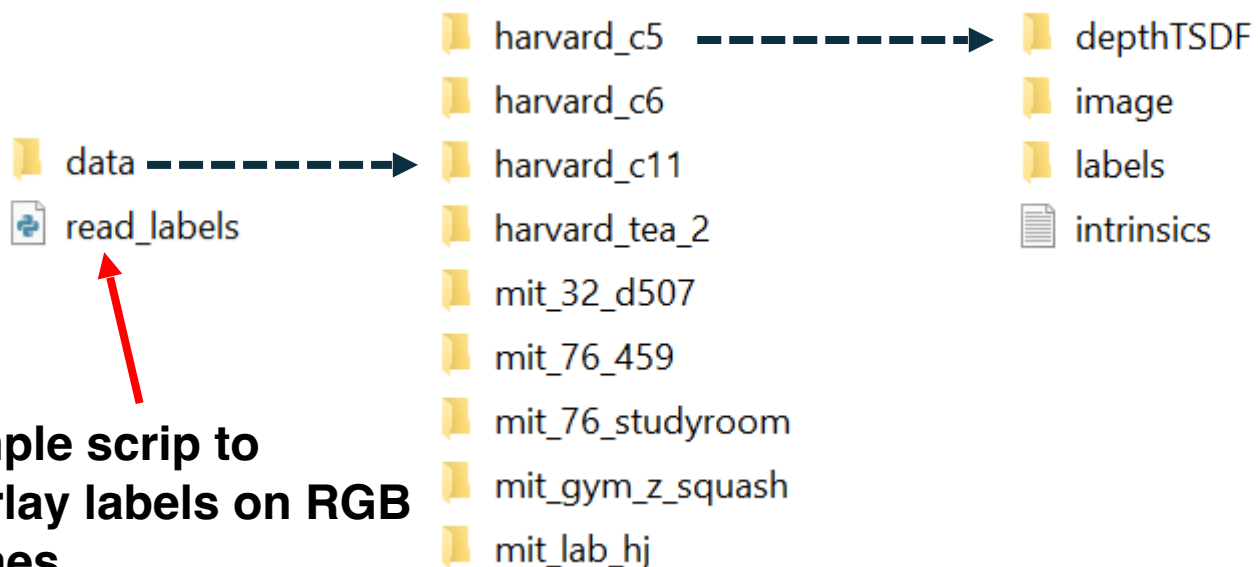 data
read_labels
harvard_c5
harvard_c6
harvard_c11
harvard_tea_2
mit_32_d507
mit_76_459
mit_76_studyroom
mit_gym_z_squash
mit_lab_hj
depthTSDF
image
labels
intrinsics
scrip to
labels on RGB